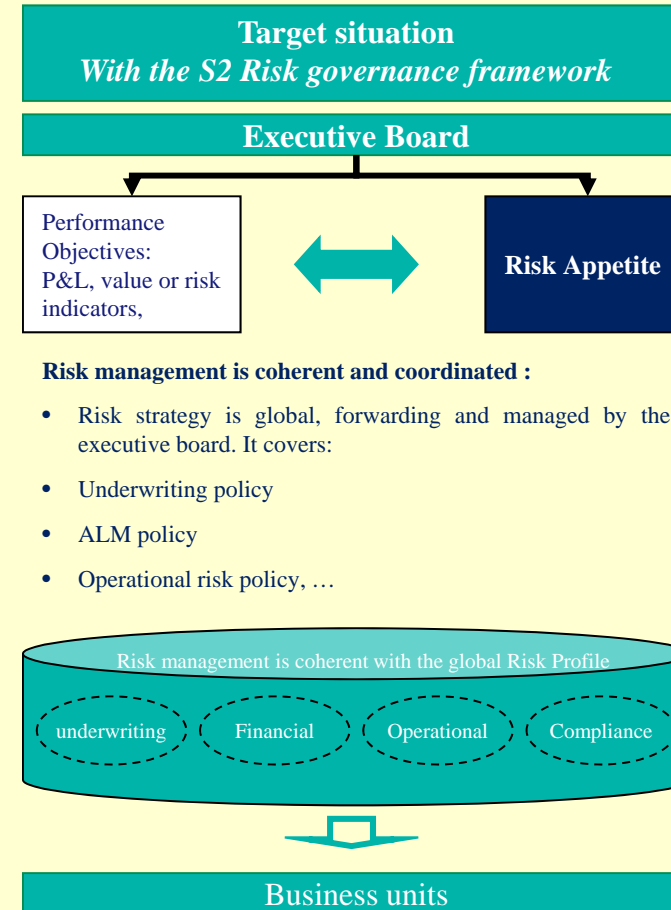 Target situation
With the S2 Risk governance framework
Executive Board
Performance
Objectives:
P&L, value or risk
indicators,
Risk Appetite
Risk management is coherent and coordinated :
• Risk strategy is global, forwarding and managed by the
executive board. It covers:
• Underwriting policy
• ALM policy
• Operational risk policy, …
Risk management is coherent with the global Risk Profile
underwriting
Financial
Operational
Compliance
Business units